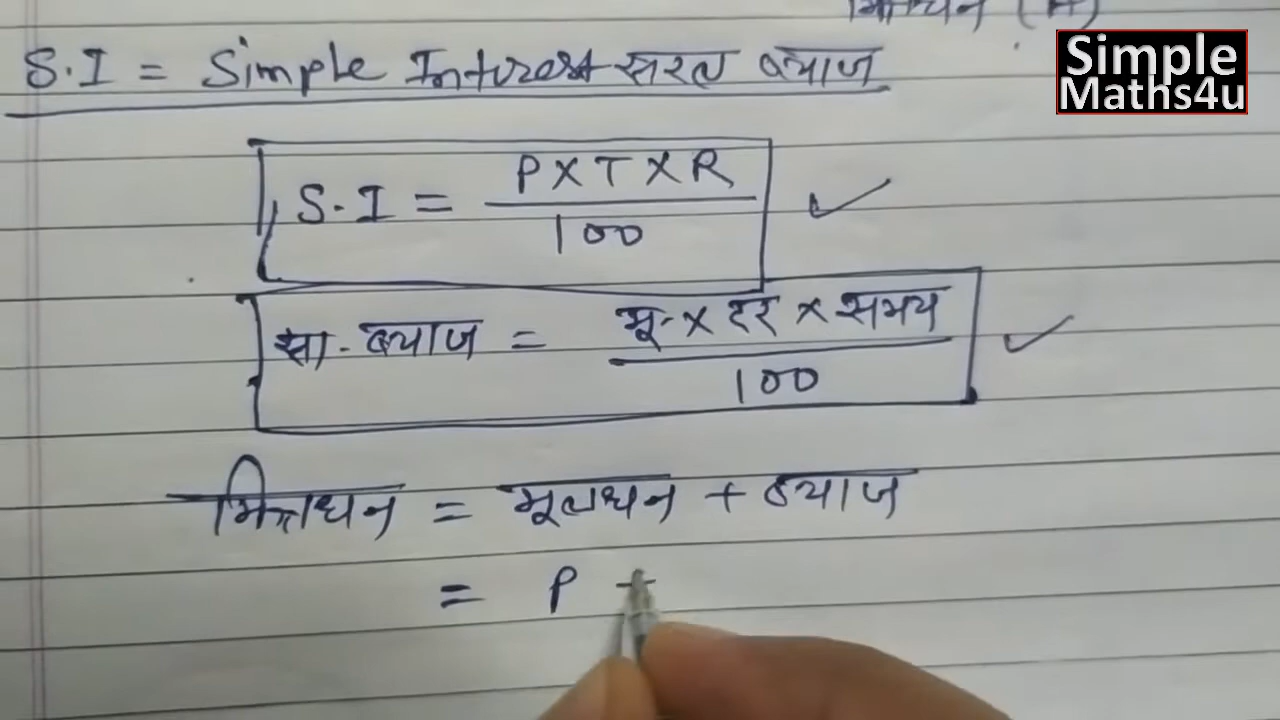 Simple
Maths4u
S.I = Simple Interest सरल ब्याज
S.I = P×T×R
100
सा. ब्याज = मू. × दर × समय
100
मिश्रधन = मूलधन + ब्याज
= P +